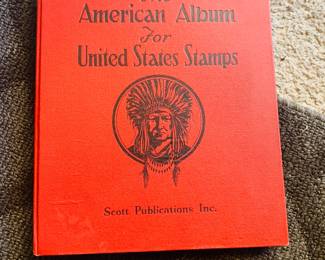 American Album
For
United States Stamps
Scott Publications Inc.